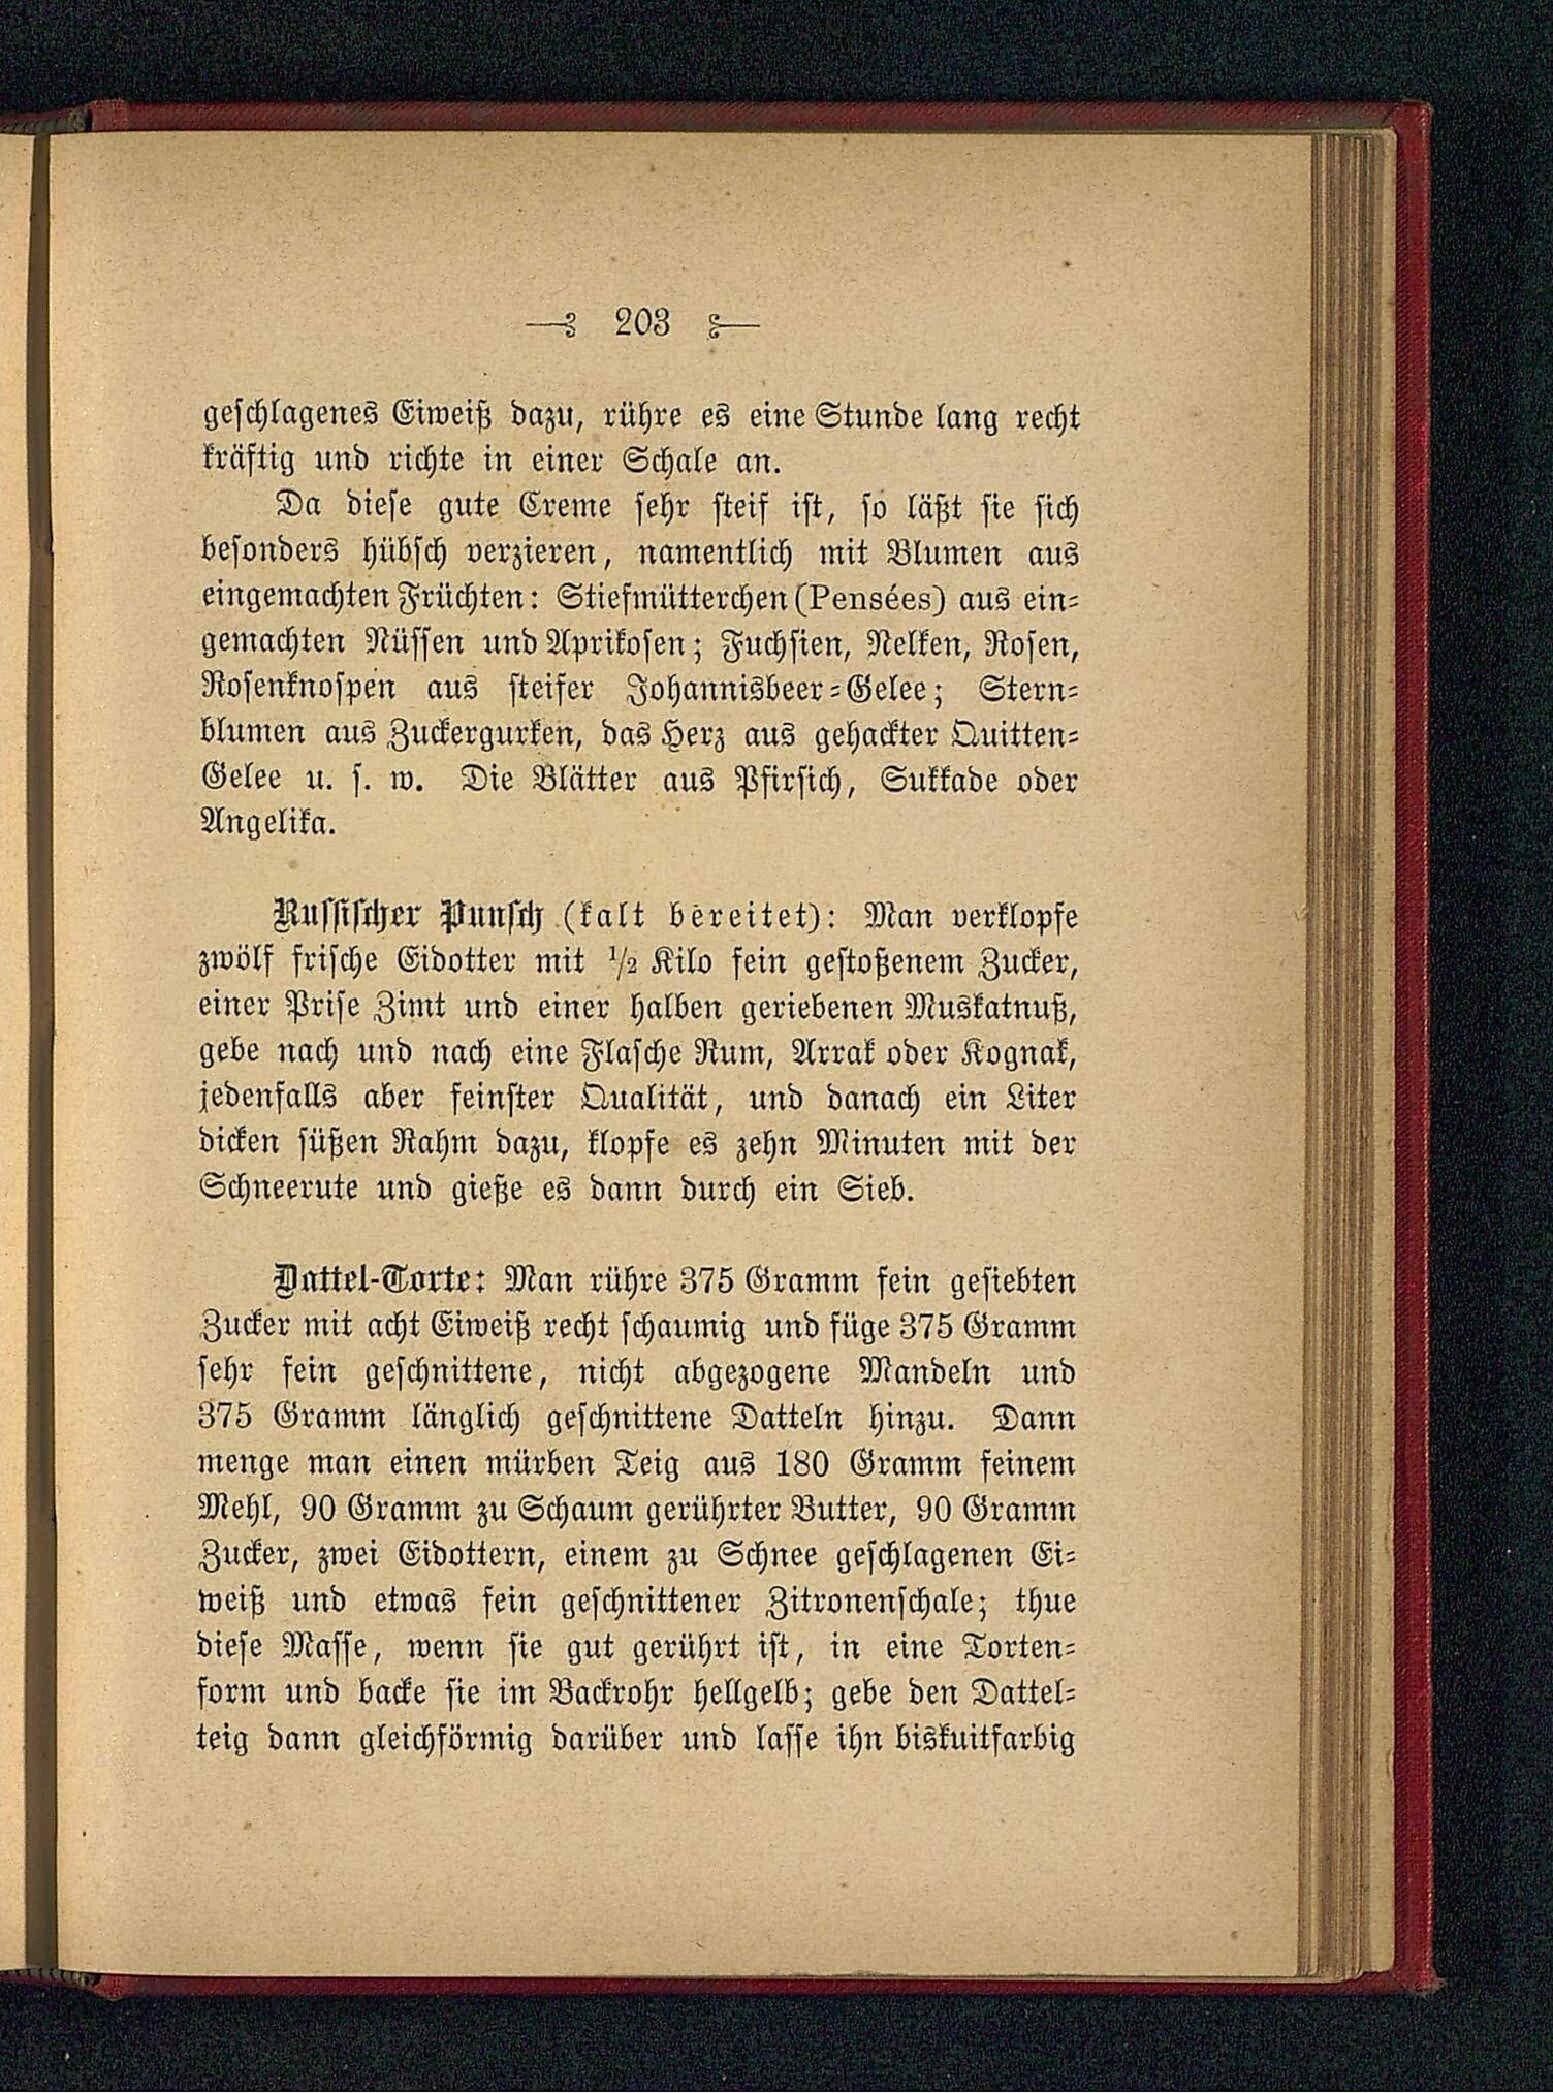 203
geschlagenes Eiweiß dazu, rühre es eine Stunde lang recht
kräftig und richte in einer Schale an.
Da diese gute Creme sehr steif ist, so läßt sie sich
besonders hübsch verzieren, namentlich mit Blumen aus
eingemachten Früchten: Stiefmütterchen (Pensées) aus ein-
gemachten Nüssen und Aprikosen; Fuchsien, Nelken, Rosen,
Rosenknospen aus steifer Johannisbeer-Gelee; Stern-
blumen aus Zuckergurken, das Herz aus gehackter Quitten-
Gelee u. s. w. Die Blätter aus Pfirsich, Sukkade oder
Angelika.
Russischer Punsch (kalt bereitet): Man verklopfe
zwölf frische Eidotter mit 1/2 Kilo fein gestoßenem Zucker,
einer Prise Zimt und einer halben geriebenen Muskatnuß,
gebe nach und nach eine Flasche Rum, Arrak oder Kognak,
jedenfalls aber feinster Qualität, und danach ein Liter
dicken süßen Rahm dazu, klopfe es zehn Minuten mit der
Schneerute und gieße es dann durch ein Sieb.
Dattel-Torte: Man rühre 375 Gramm fein gesiebten
Zucker mit acht Eiweiß recht schaumig und füge 375 Gramm
sehr fein geschnittene, nicht abgezogene Mandeln und
375 Gramm länglich geschnittene Datteln hinzu. Dann
menge man einen mürben Teig aus 180 Gramm feinem
Mehl, 90 Gramm zu Schaum gerührter Butter, 90 Gramm
Zucker, zwei Eidottern, einem zu Schnee geschlagenen Ei-
weiß und etwas fein geschnittener Zitronenschale; thue
diese Masse, wenn sie gut gerührt ist, in eine Torten-
form und backe sie im Backrohr hellgelb; gebe den Dattel-
teig dann gleichförmig darüber und lasse ihn biskuitfarbig